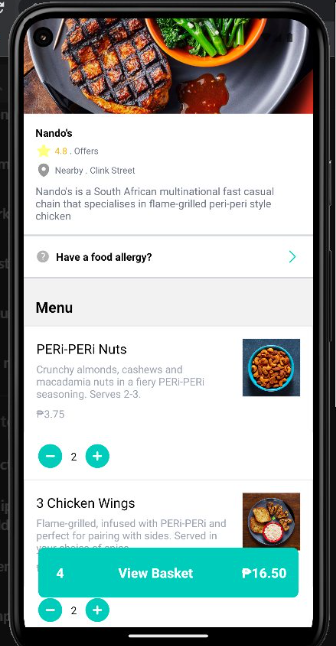 Nando's
4.8 . Offers
Nearby . Clink Street
Nando's is a South African multinational fast casual
chain that specialises in flame-grilled peri-peri style
chicken
Have a food allergy?
Menu
PERi-PERi Nuts
Crunchy almonds, cashews and
macadamia nuts in a fiery PERi-PERi
seasoning. Serves 2-3.
₱3.75
2
3 Chicken Wings
Flame-grilled, infused with PERi-PERi and
perfect for pairing with sides. Served in
your choice of spice
4 View Basket ₱16.50
2